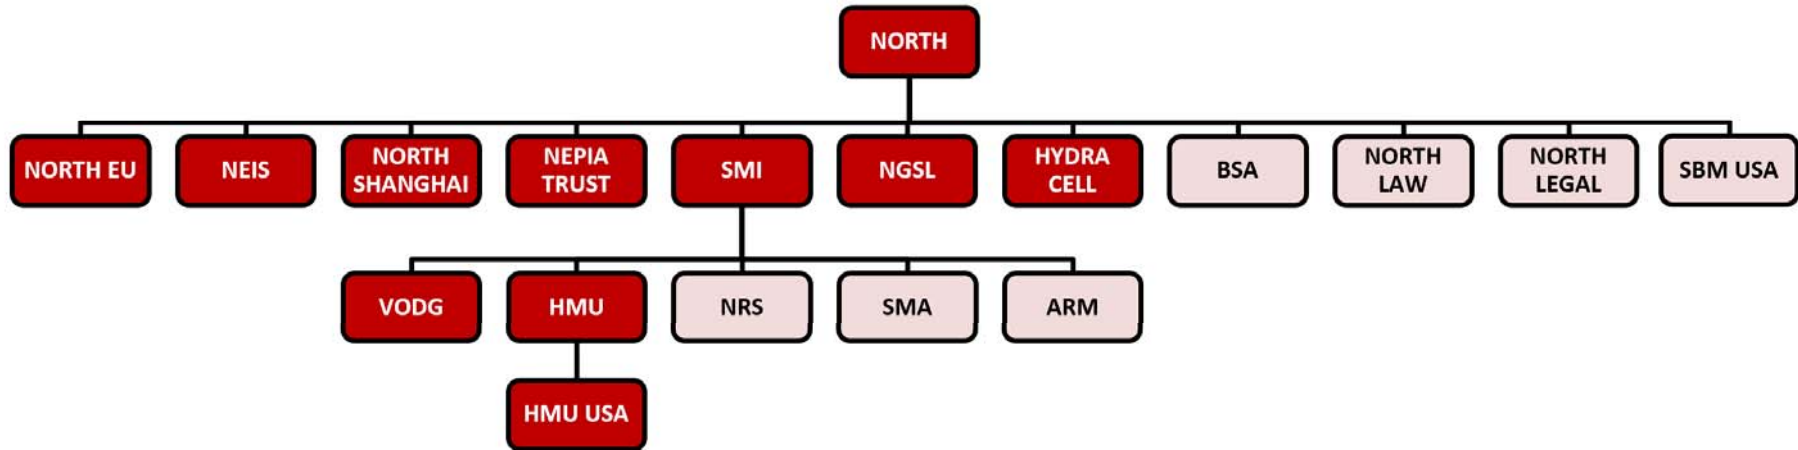 NORTH
NORTH EU
NEIS
NORTH
SHANGHAI
NEPIA
TRUST
SMI
NGSL
HYDRA
CELL
BSA
NORTH
LAW
NORTH
LEGAL
SBM USA
VODG
HMU
NRS
SMA
ARM
HMU USA